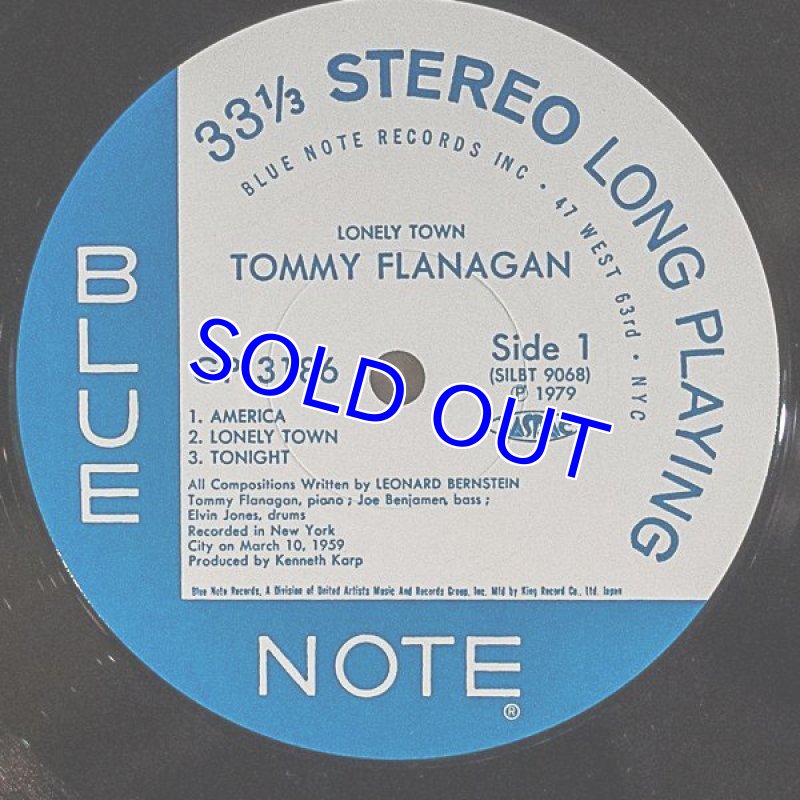 33⅓ STEREO LONG PLAYING
BLUE NOTE RECORDS INC · 47 WEST 63rd · NYC
LONELY TOWN
TOMMY FLANAGAN
3186
Side 1
(SILBT 9068)
Ⓟ 1979
SOLD OUT
1. AMERICA
2. LONELY TOWN
3. TONIGHT
All Compositions Written by LEONARD BERNSTEIN
Tommy Flanagan, piano ; Joe Benjamen, bass ;
Elvin Jones, drums
Recorded in New York
City on March 10, 1959
Produced by Kenneth Karp
Blue Note Records, A Division of United Artists Music And Records Group, Inc. Mfd by King Record Co., Ltd. Japan
BLUE
NOTE
®